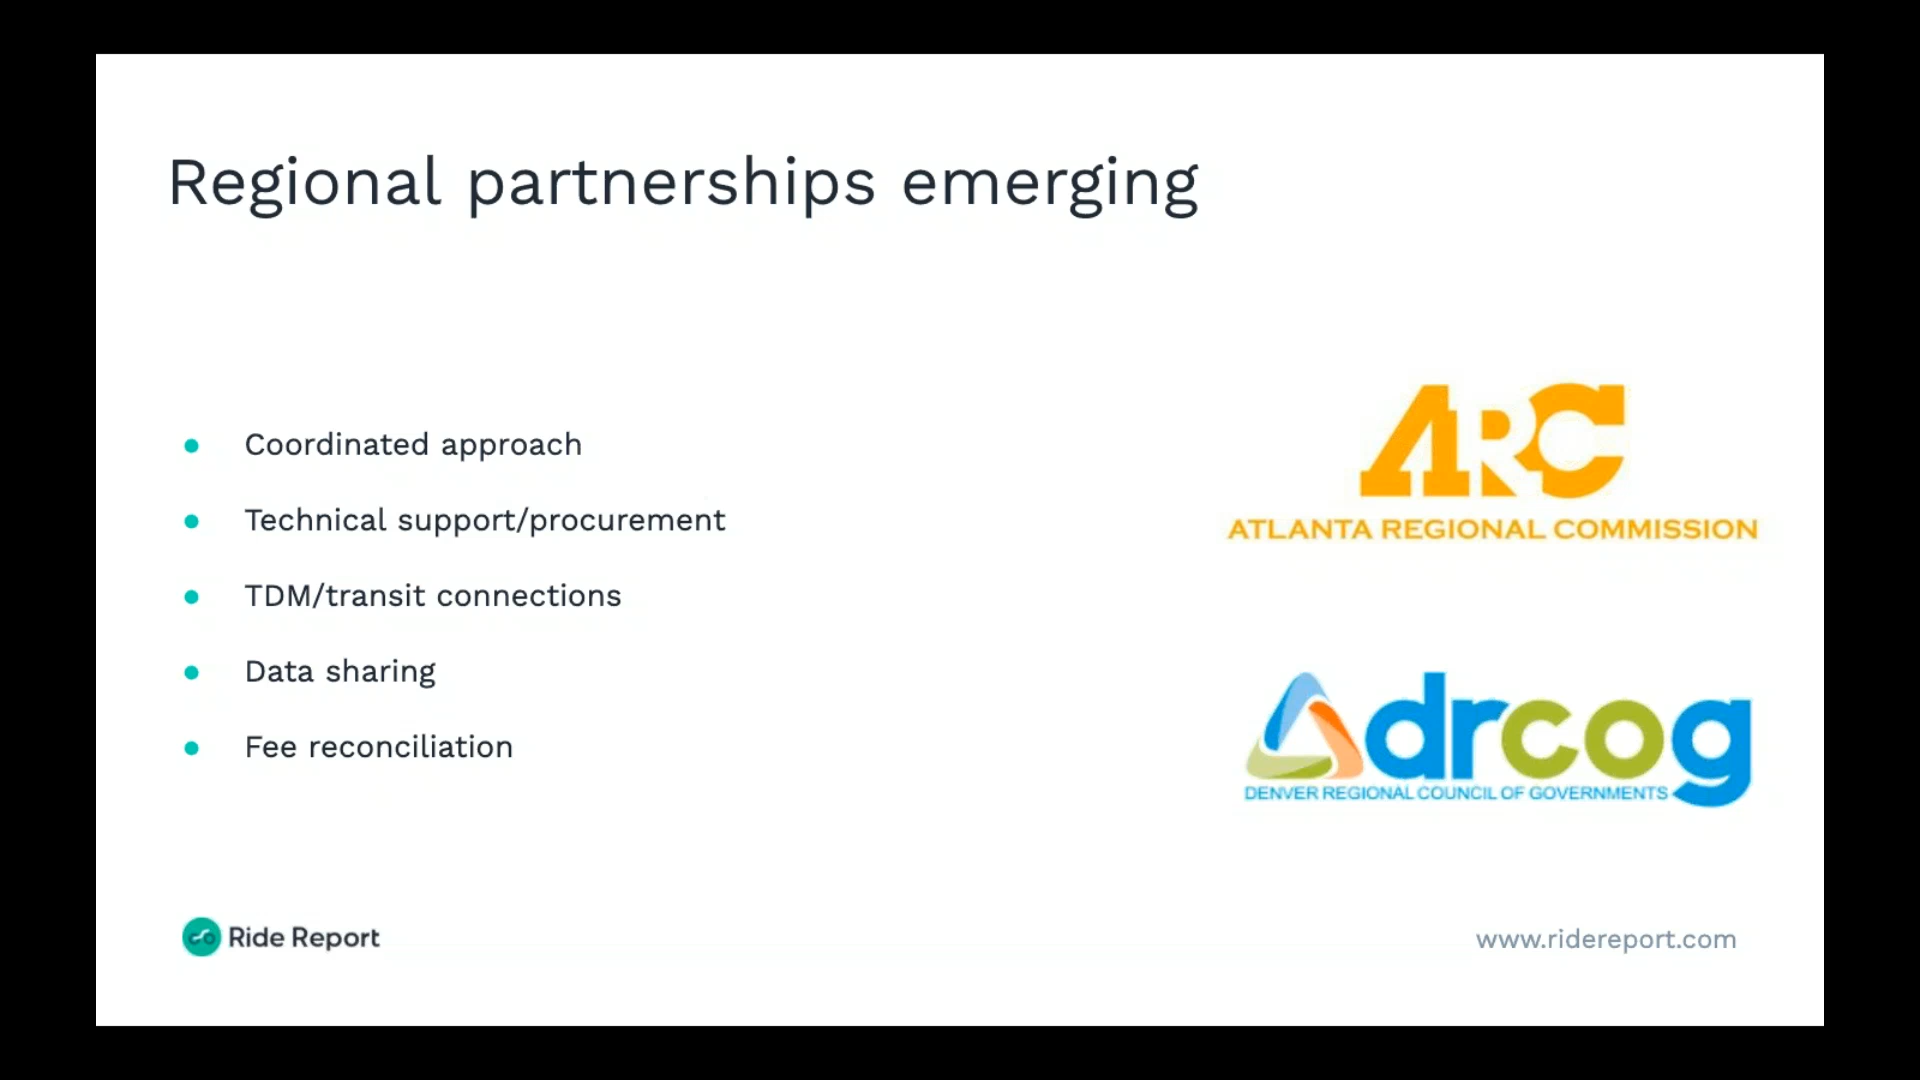 Regional partnerships emerging
Coordinated approach
Technical support/procurement
TDM/transit connections
Data sharing
Fee reconciliation
ARC
ATLANTA REGIONAL COMMISSION
drcog
DENVER REGIONAL COUNCIL OF GOVERNMENTS
Ride Report
www.ridereport.com